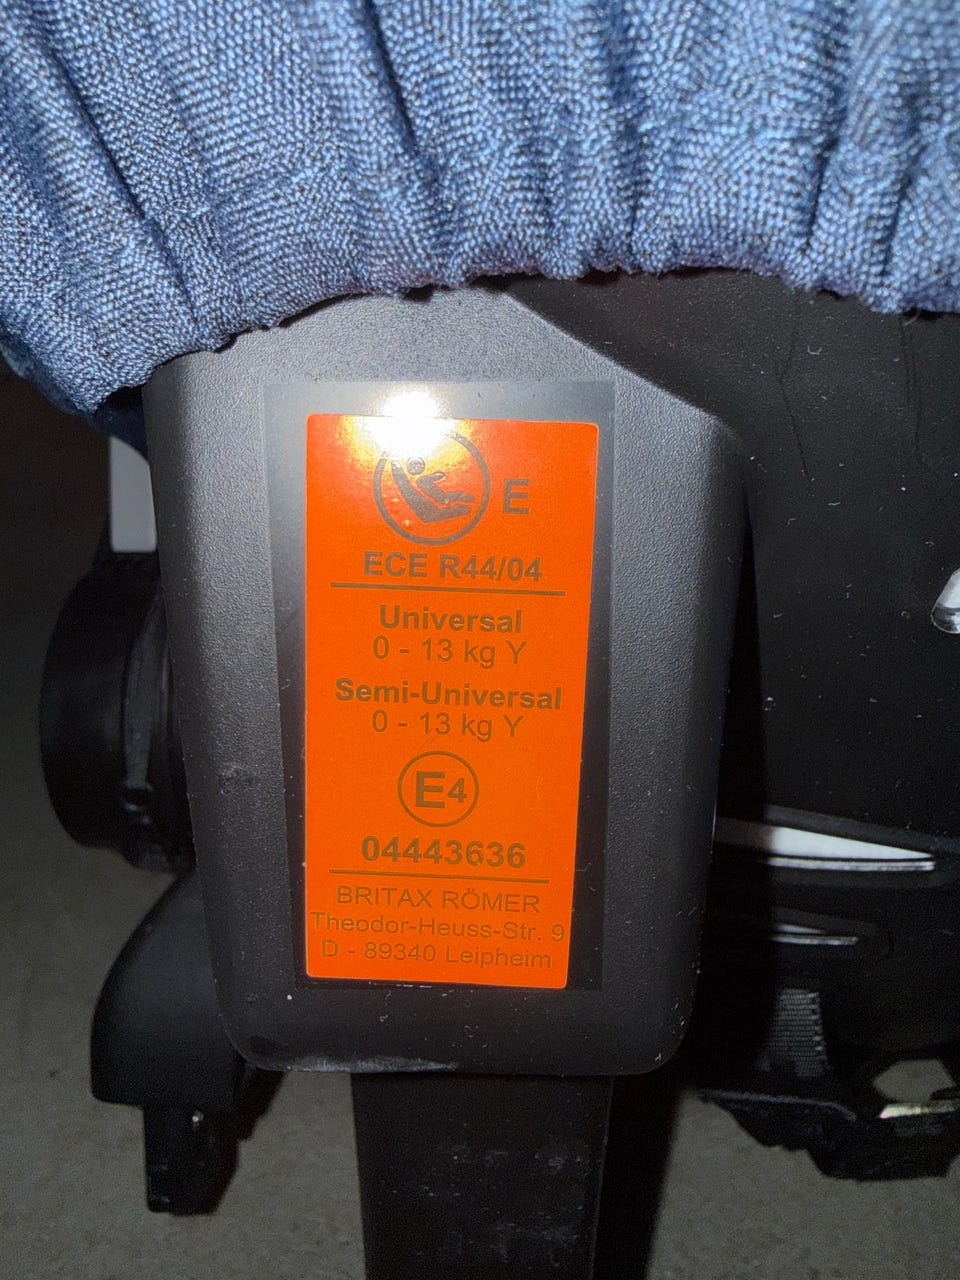 E
ECE R44/04
Universal
0 - 13 kg Y
Semi-Universal
0 - 13 kg Y
E4
04443636
BRITAX RÖMER
Theodor-Heuss-Str. 9
D - 89340 Leipheim